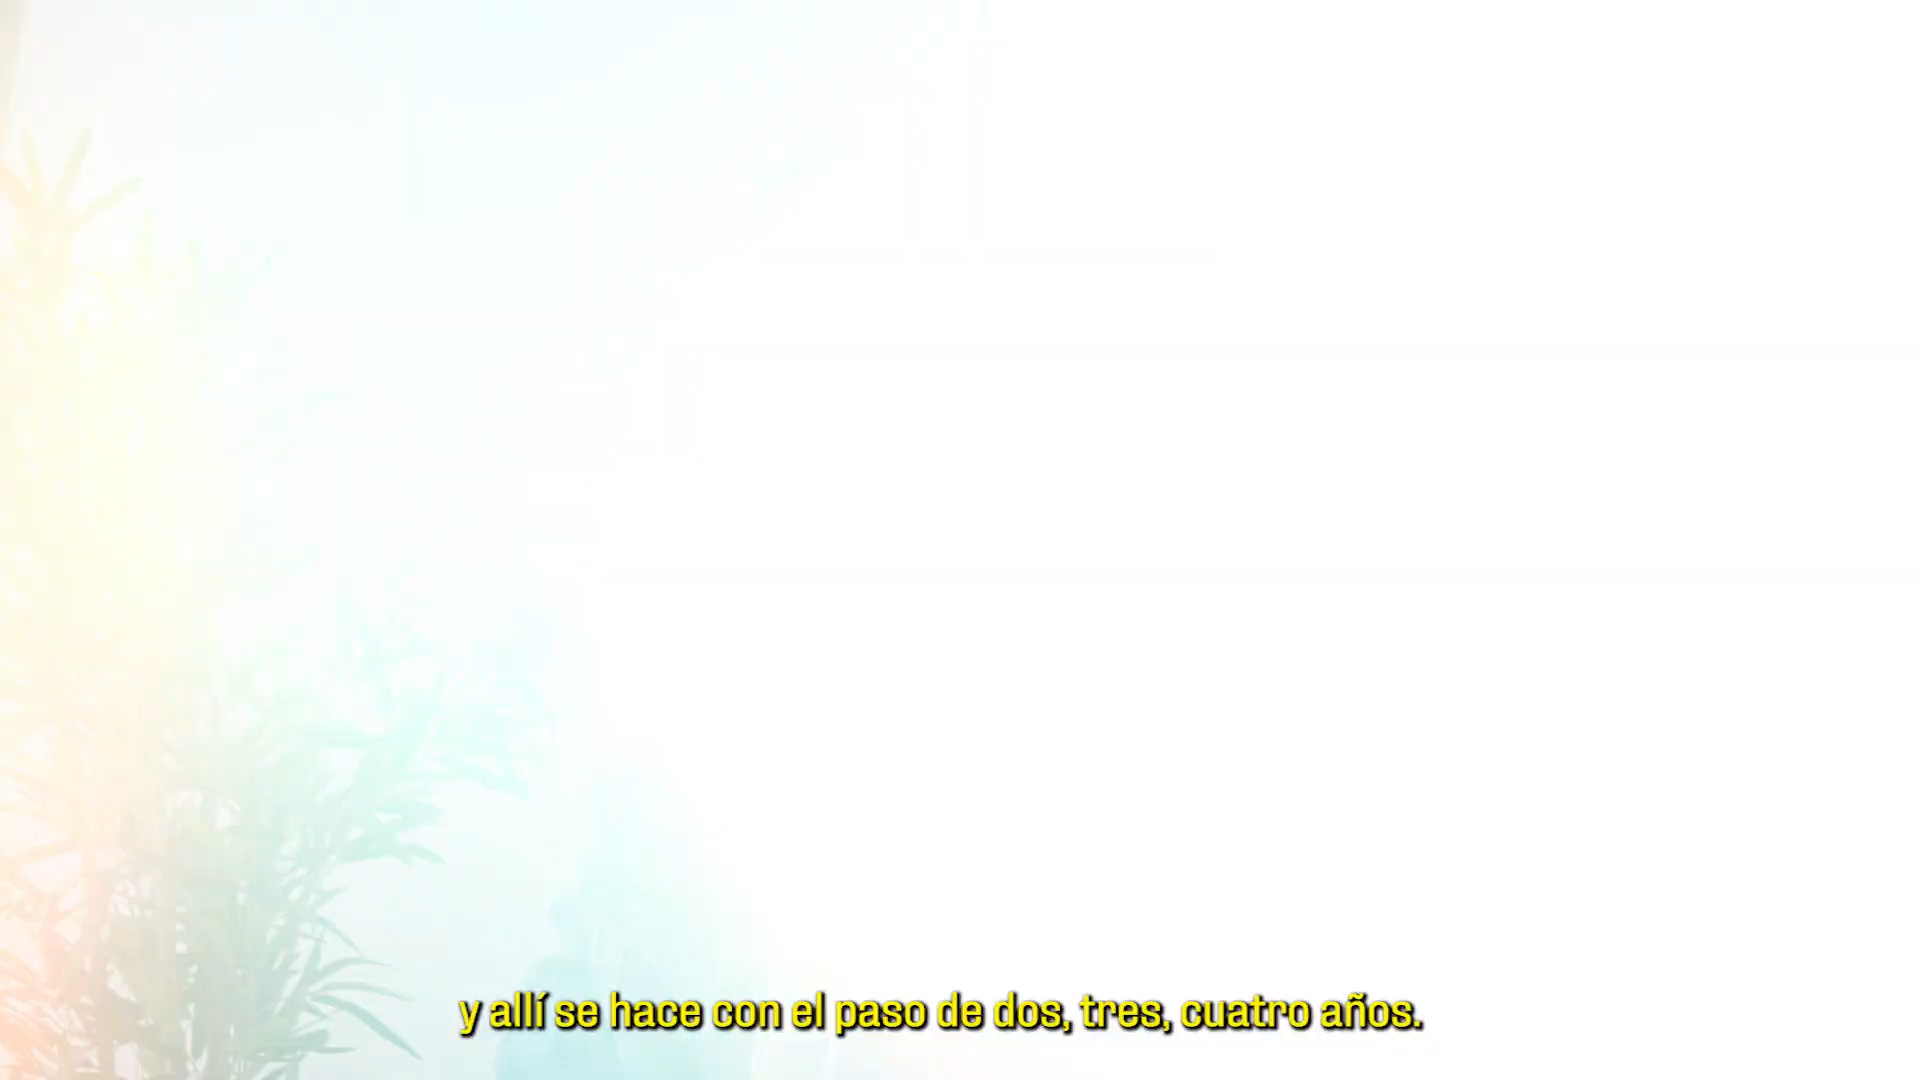 y allí se hace con el paso de dos, tres, cuatro años.